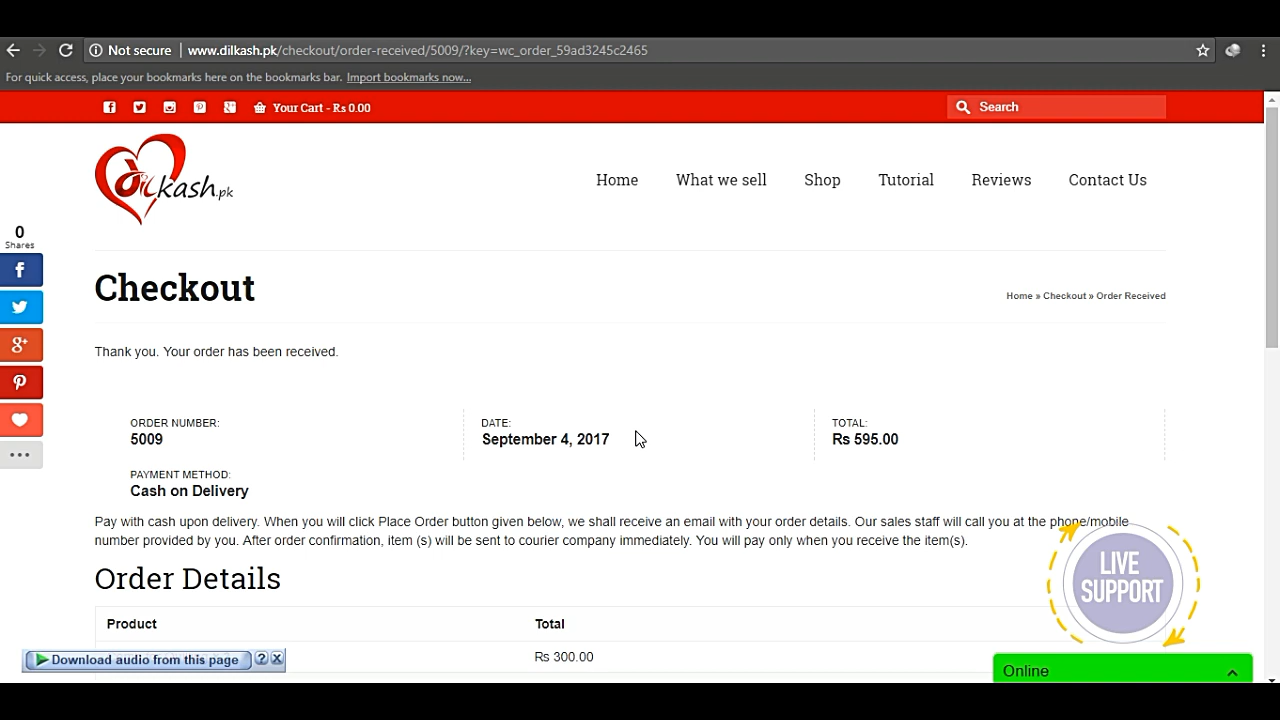 Not secure | www.dilkash.pk/checkout/order-received/5009/?key=wc_order_59ad3245c2465
For quick access, place your bookmarks here on the bookmarks bar. Import bookmarks now...
Your Cart - Rs 0.00
Search
dilkash.pk
Home
What we sell
Shop
Tutorial
Reviews
Contact Us
0
Shares
Checkout
Home » Checkout » Order Received
Thank you. Your order has been received.
ORDER NUMBER:
5009
DATE:
September 4, 2017
TOTAL:
Rs 595.00
PAYMENT METHOD:
Cash on Delivery
Pay with cash upon delivery. When you will click Place Order button given below, we shall receive an email with your order details. Our sales staff will call you at the phone/mobile
number provided by you. After order confirmation, item (s) will be sent to courier company immediately. You will pay only when you receive the item(s).
LIVE
SUPPORT
Order Details
Product
Total
Rs 300.00
Download audio from this page
? X
Online